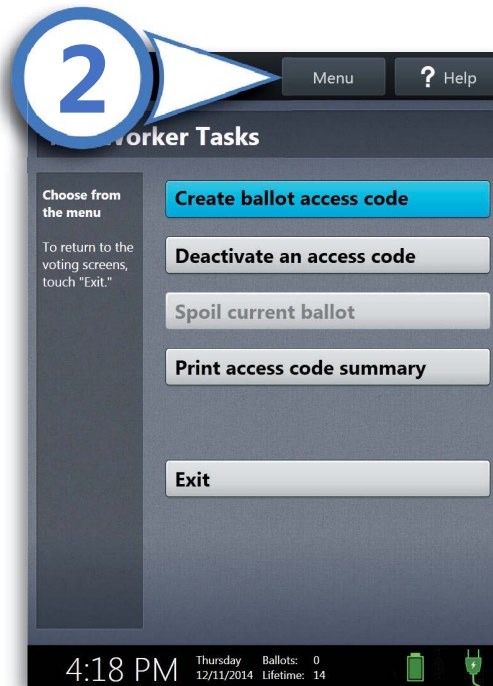 2
Menu
? Help
orker Tasks
Choose from
the menu
To return to the
voting screens,
touch "Exit."
Create ballot access code
Deactivate an access code
Spoil current ballot
Print access code summary
Exit
4:18 PM
Thursday Ballots: 0
12/11/2014 Lifetime: 14